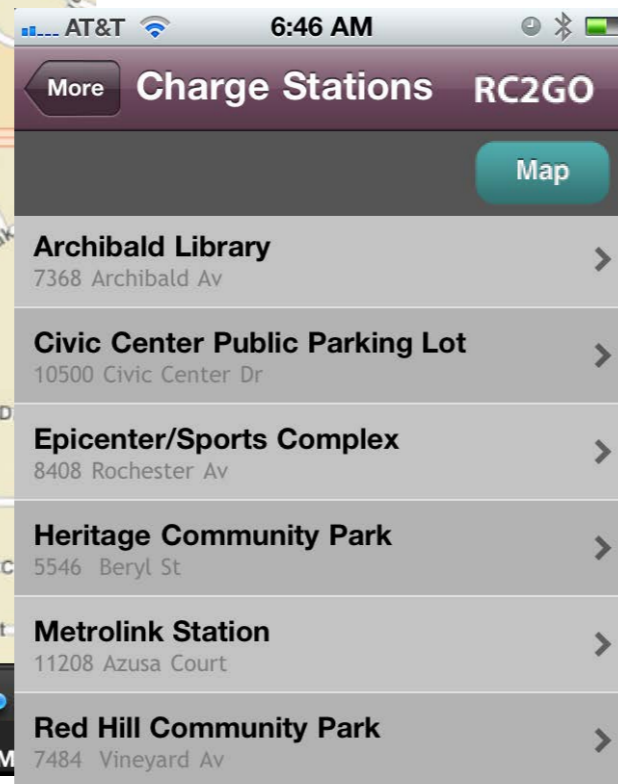 AT&T 6:46 AM
More Charge Stations RC2GO
Map
Archibald Library
7368 Archibald Av
Civic Center Public Parking Lot
10500 Civic Center Dr
Epicenter/Sports Complex
8408 Rochester Av
Heritage Community Park
5546 Beryl St
Metrolink Station
11208 Azusa Court
Red Hill Community Park
7484 Vineyard Av